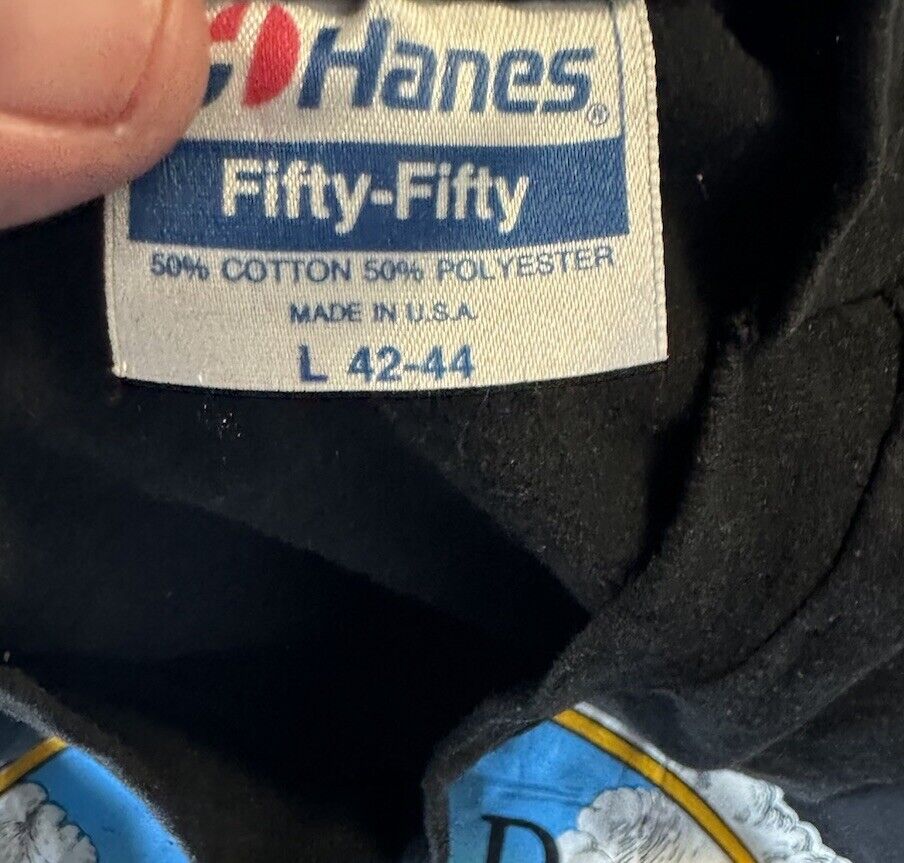 Hanes®
Fifty-Fifty
50% COTTON 50% POLYESTER
MADE IN U.S.A.
L 42-44